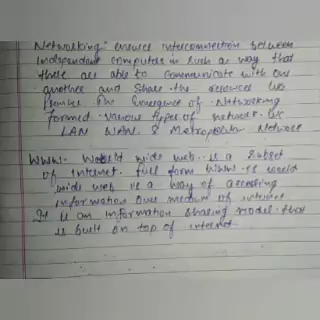 Networking:- ensures interconnection between
independent computers in such a way that
these are able to communicate with one
another and share the resources
The Emergence of Networking
formed various types of network
LAN WAN & Metropolitan Network
WWW:- World wide web is a subset
of internet. full form WWW is world
wide web is a way of accessing
information over medium of internet
It is an information sharing model that
is built on top of internet